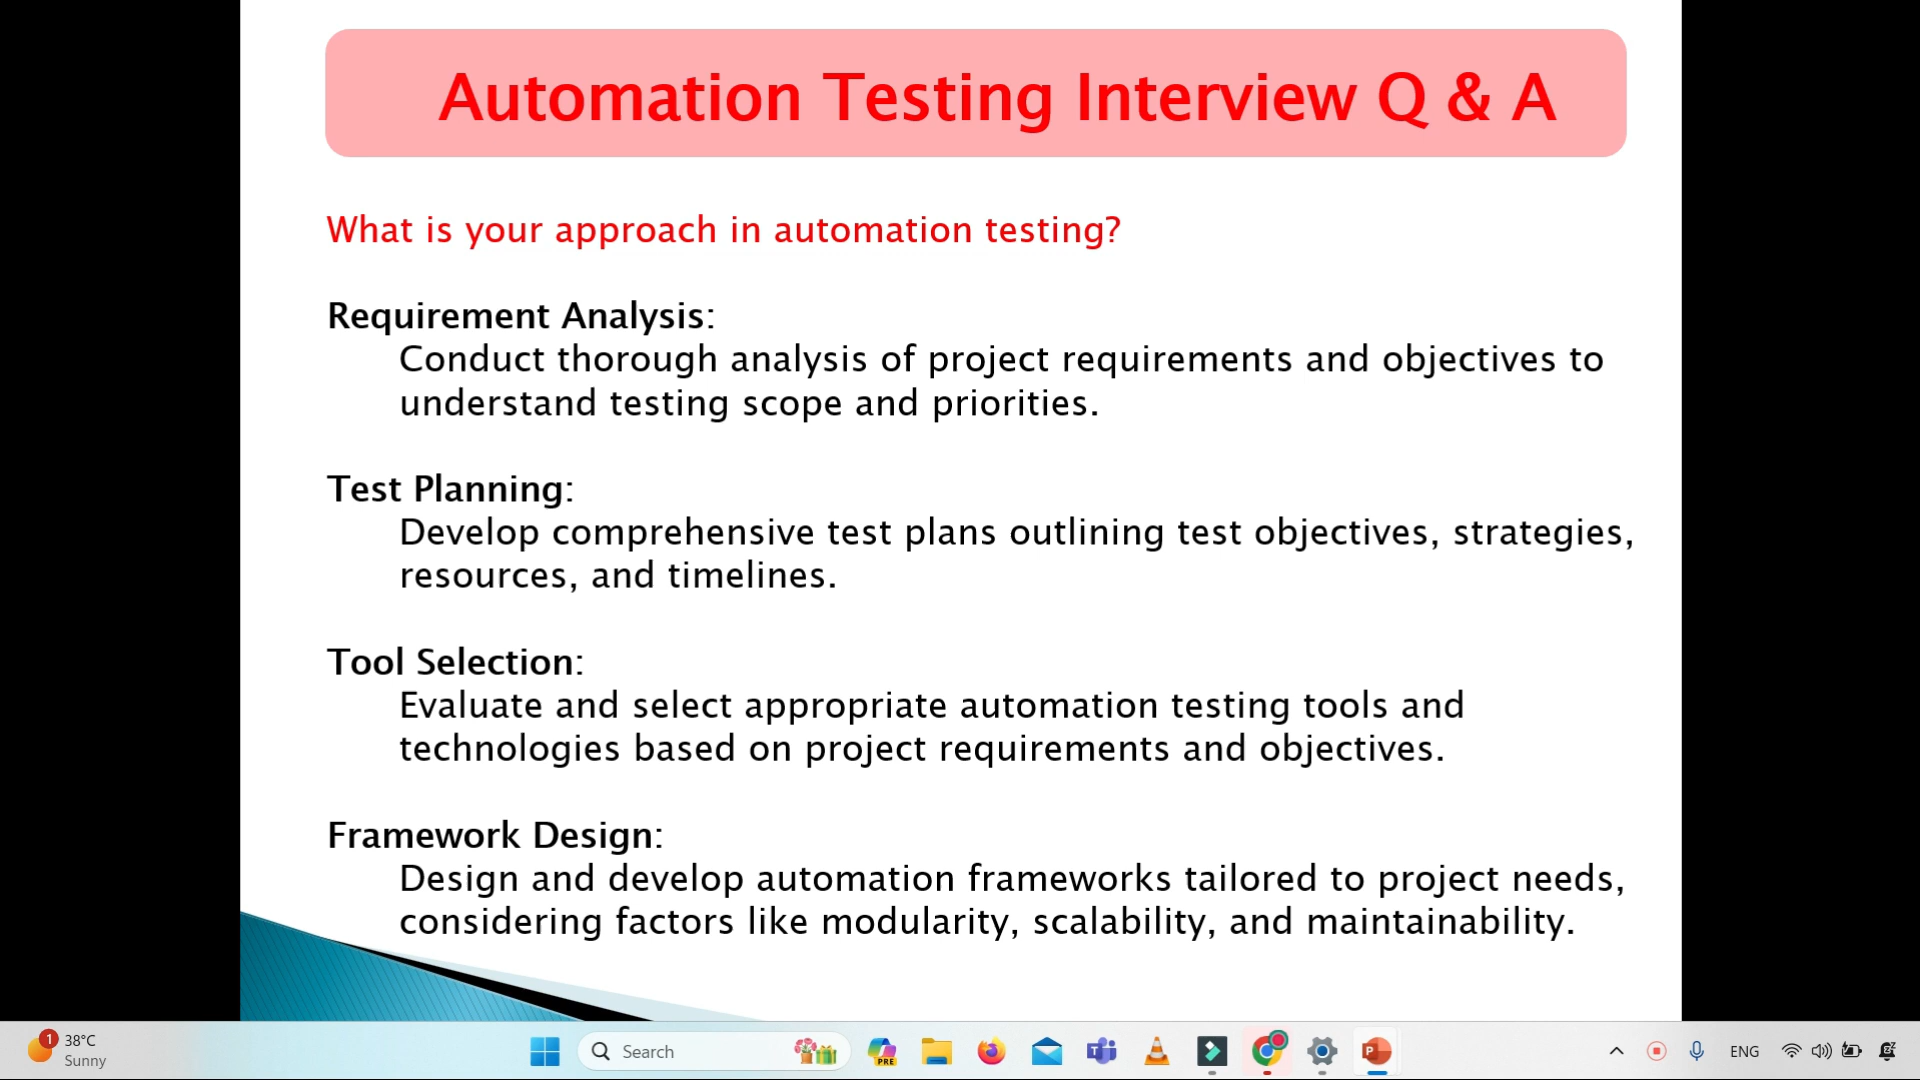 Automation Testing Interview Q & A
What is your approach in automation testing?
Requirement Analysis:
Conduct thorough analysis of project requirements and objectives to
understand testing scope and priorities.
Test Planning:
Develop comprehensive test plans outlining test objectives, strategies,
resources, and timelines.
Tool Selection:
Evaluate and select appropriate automation testing tools and
technologies based on project requirements and objectives.
Framework Design:
Design and develop automation frameworks tailored to project needs,
considering factors like modularity, scalability, and maintainability.
1
38°C
Sunny
Search
PRE
ENG